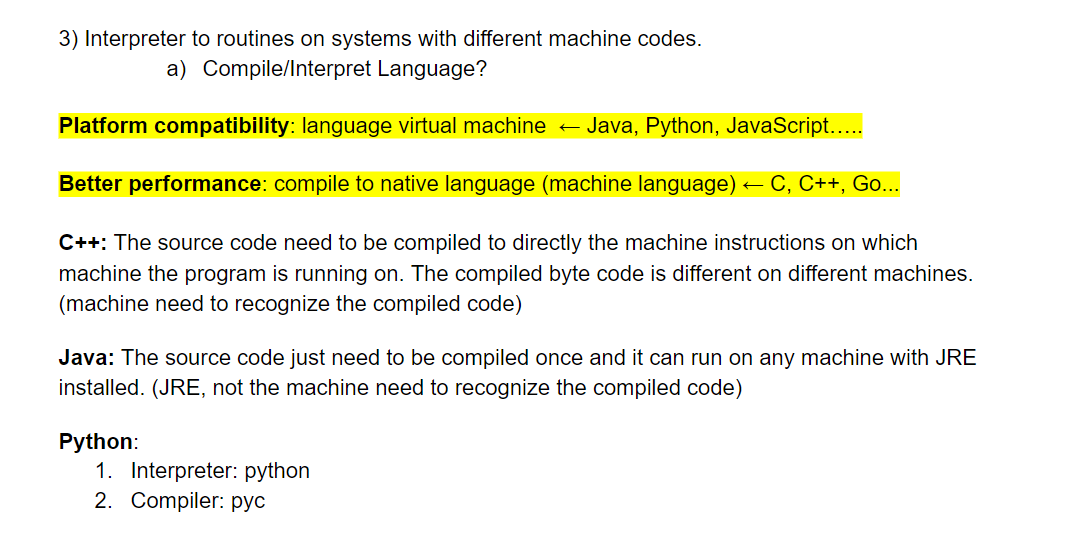 3) Interpreter to routines on systems with different machine codes.
a) Compile/Interpret Language?
Platform compatibility: language virtual machine ← Java, Python, JavaScript…..
Better performance: compile to native language (machine language) ← C, C++, Go...
C++: The source code need to be compiled to directly the machine instructions on which
machine the program is running on. The compiled byte code is different on different machines.
(machine need to recognize the compiled code)
Java: The source code just need to be compiled once and it can run on any machine with JRE
installed. (JRE, not the machine need to recognize the compiled code)
Python:
1. Interpreter: python
2. Compiler: pyc